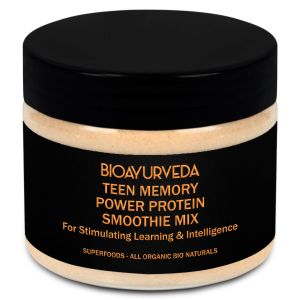 BIOAYURVEDA
TEEN MEMORY
POWER PROTEIN
SMOOTHIE MIX
For Stimulating Learning & Intelligence
SUPERFOODS - ALL ORGANIC BIO NATURALS